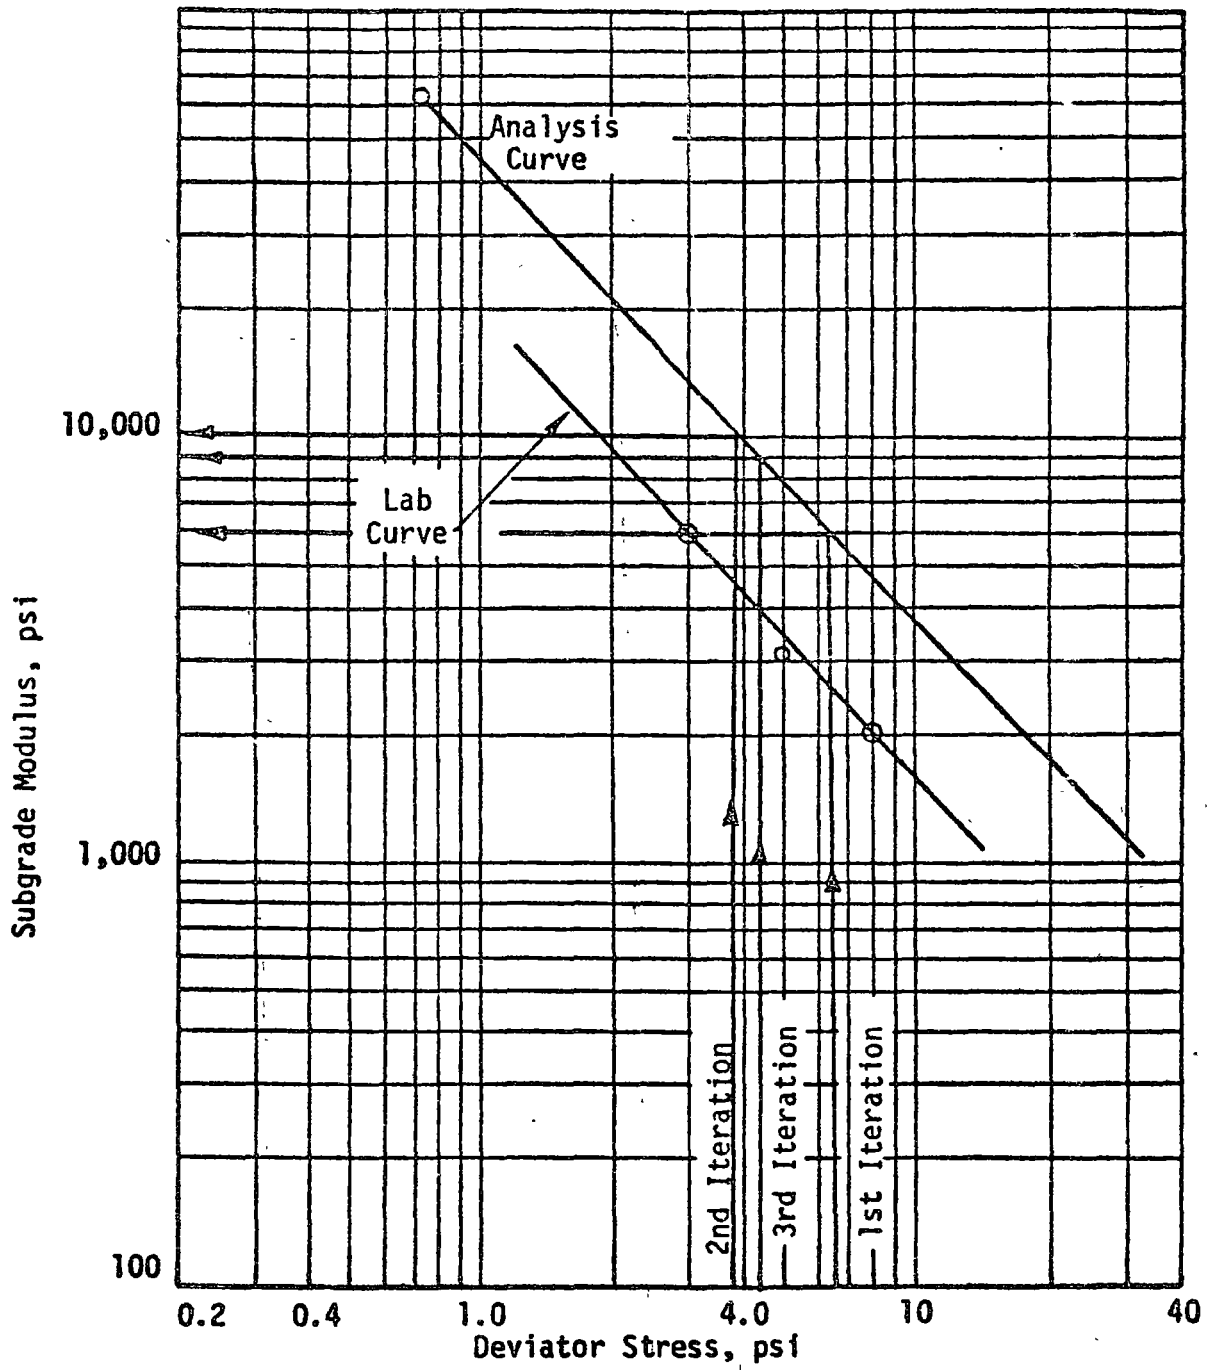 Analysis
Curve
10,000
Lab
Curve
Subgrade Modulus, psi
1,000
2nd Iteration
3rd Iteration
1st Iteration
100
0.2
0.4
1.0
4.0
10
40
Deviator Stress, psi